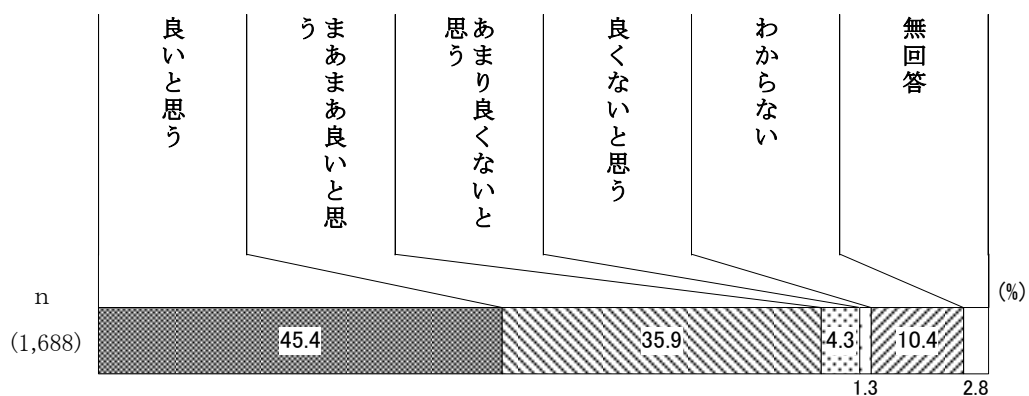 良いと思う
まあまあ良いと思
う
あまり良くないと
思う
良くないと思う
わからない
無回答
(%)
n
(1,688)
45.4
35.9
4.3
10.4
1.3
2.8